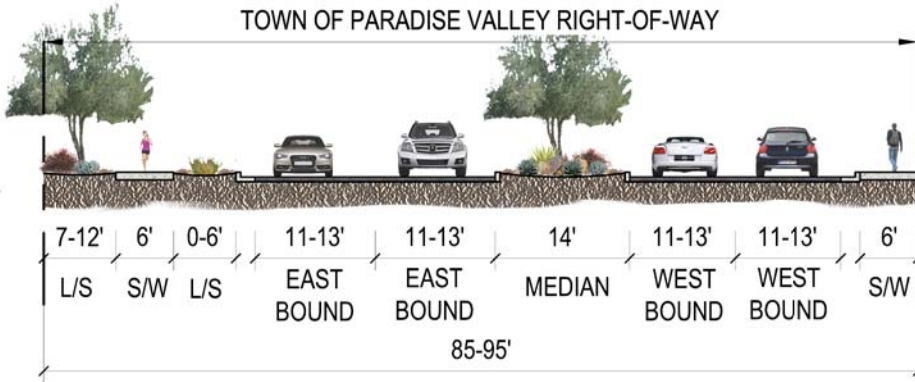 TOWN OF PARADISE VALLEY RIGHT-OF-WAY
7-12' 6' 0-6' 11-13' 11-13' 14' 11-13' 11-13' 6'
L/S S/W L/S EAST BOUND EAST BOUND MEDIAN WEST BOUND WEST BOUND S/W
85-95'